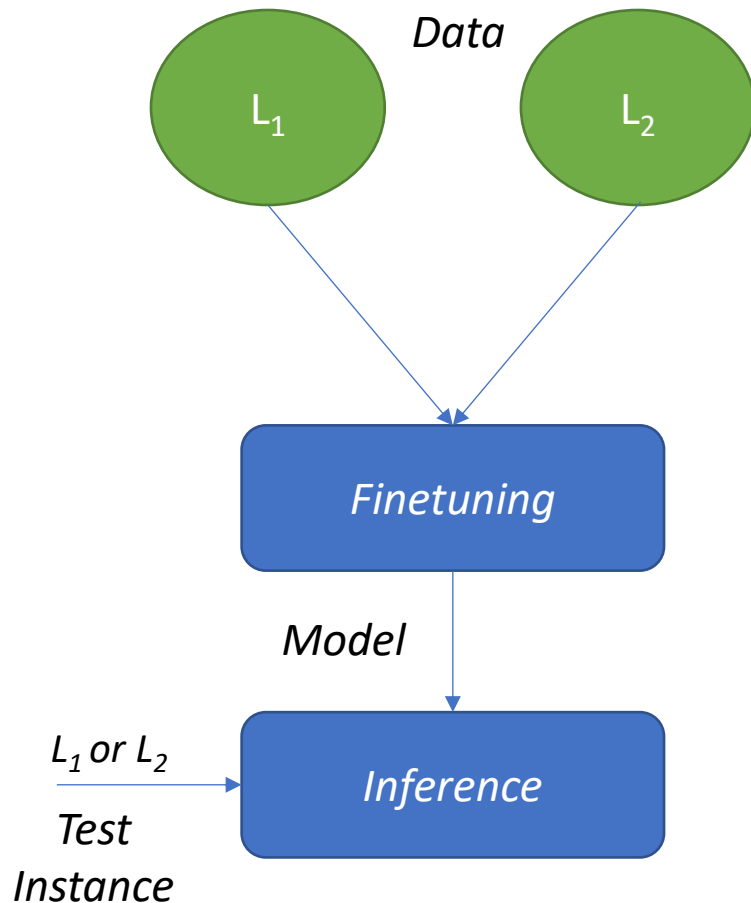 Data
L₁
L₂
Finetuning
Model
L₁ or L₂
Inference
Test
Instance